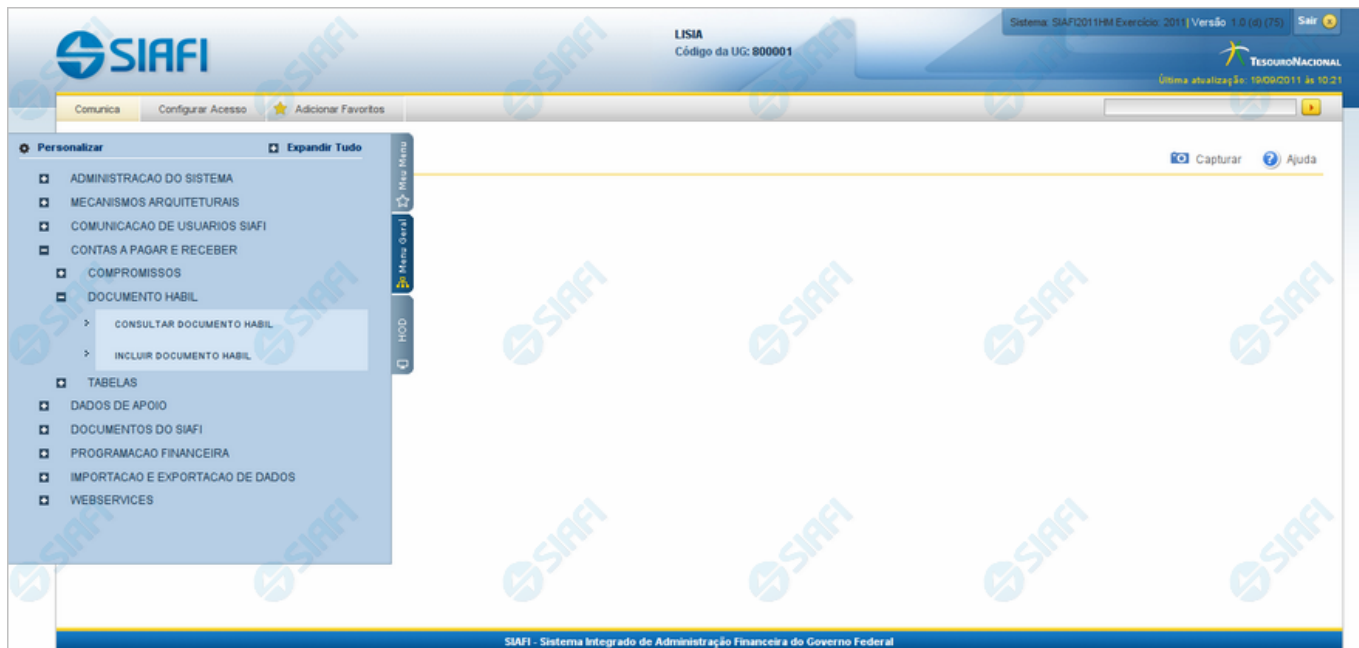 SIAFI
LISIA
Código da UG: 800001
Sistema: SIAFI2011HM Exercício: 2011 | Versão 1.0 (d) (75) Sair
TESOURONACIONAL
Última atualização: 19/09/2011 às 10:21
Comunica Configurar Acesso Adicionar Favoritos
Personalizar Expandir Tudo
Capturar Ajuda
ADMINISTRACAO DO SISTEMA
MECANISMOS ARQUITETURAIS
COMUNICACAO DE USUARIOS SIAFI
CONTAS A PAGAR E RECEBER
COMPROMISSOS
DOCUMENTO HABIL
CONSULTAR DOCUMENTO HABIL
INCLUIR DOCUMENTO HABIL
TABELAS
DADOS DE APOIO
DOCUMENTOS DO SIAFI
PROGRAMACAO FINANCEIRA
IMPORTACAO E EXPORTACAO DE DADOS
WEBSERVICES
Meu Menu
Menu Geral
HOD
SIAFI - Sistema Integrado de Administração Financeira do Governo Federal